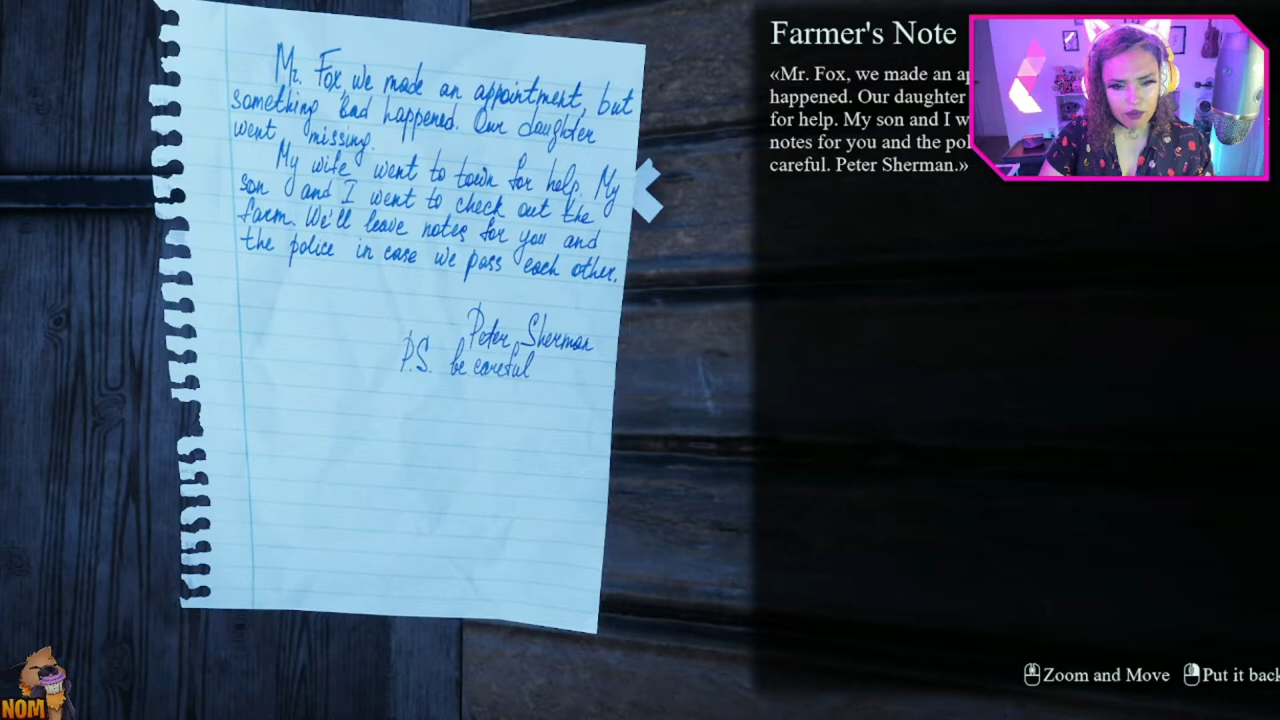 Mr. Fox, we made an appointment, but
something bad happened. Our daughter
went missing.
My wife went to town for help. My
son and I went to check out the
farm. We'll leave notes for you and
the police in case we pass each other.
Peter Sherman
P.S. be careful
Farmer's Note
«Mr. Fox, we made an
happened. Our daughter
for help. My son and I
notes for you and the
careful. Peter Sherman.»
Zoom and Move
Put it back
NOM